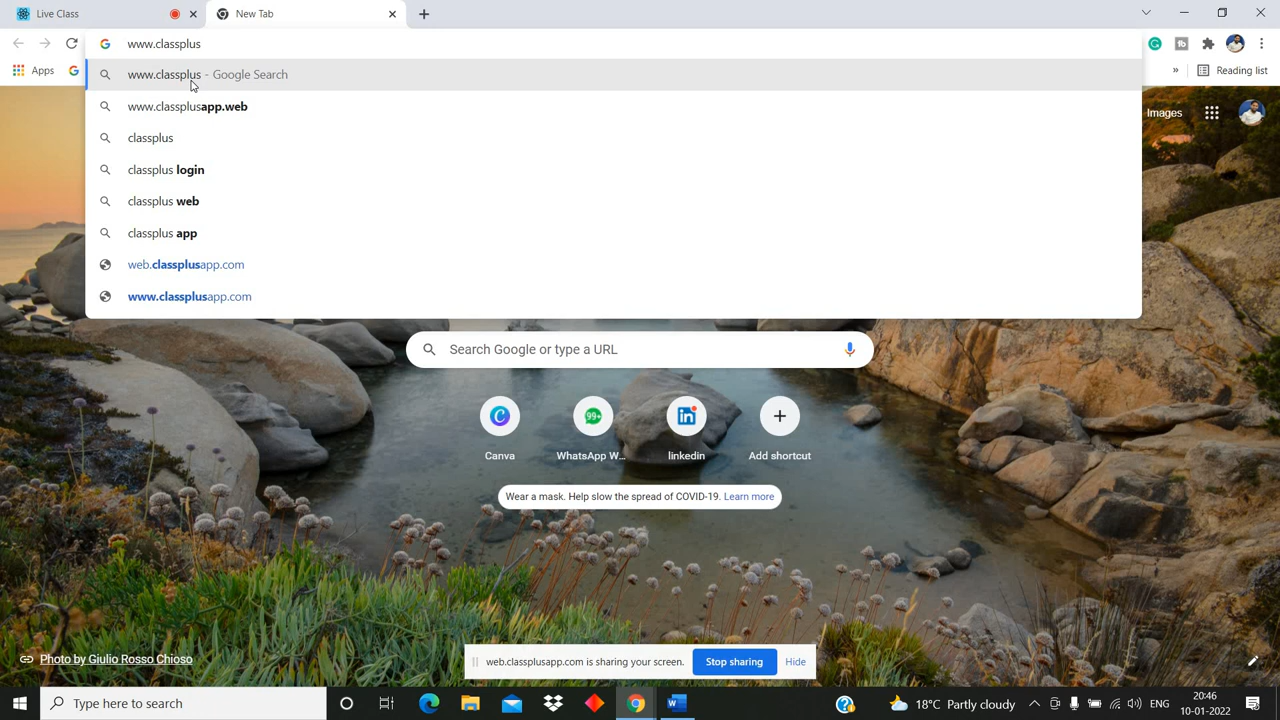 Live Class
New Tab
www.classplus
Apps
»
Reading list
www.classplus - Google Search
www.classplusapp.web
classplus
classplus login
classplus web
classplus app
web.classplusapp.com
www.classplusapp.com
Images
Search Google or type a URL
99+
Canva
WhatsApp W...
linkedin
Add shortcut
Wear a mask. Help slow the spread of COVID-19. Learn more
Photo by Giulio Rosso Chioso
web.classplusapp.com is sharing your screen.
Stop sharing
Hide
Type here to search
18°C Partly cloudy
ENG
20:46
10-01-2022